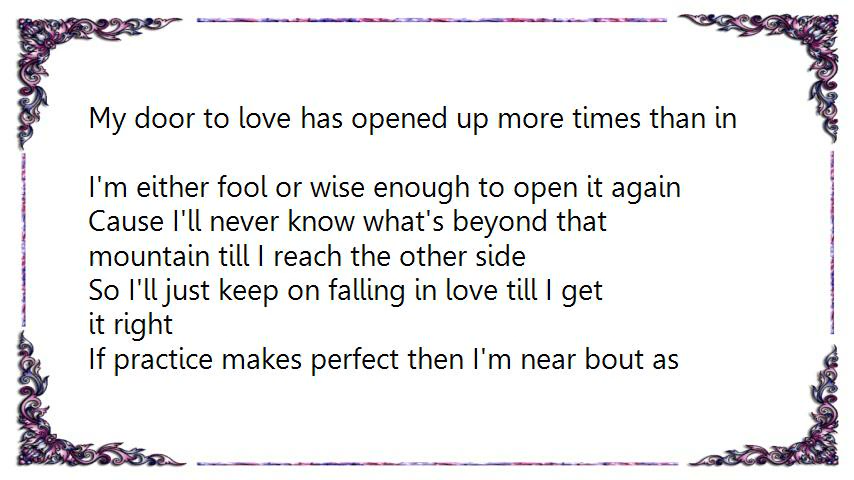 My door to love has opened up more times than in
I'm either fool or wise enough to open it again
Cause I'll never know what's beyond that
mountain till I reach the other side
So I'll just keep on falling in love till I get
it right
If practice makes perfect then I'm near bout as